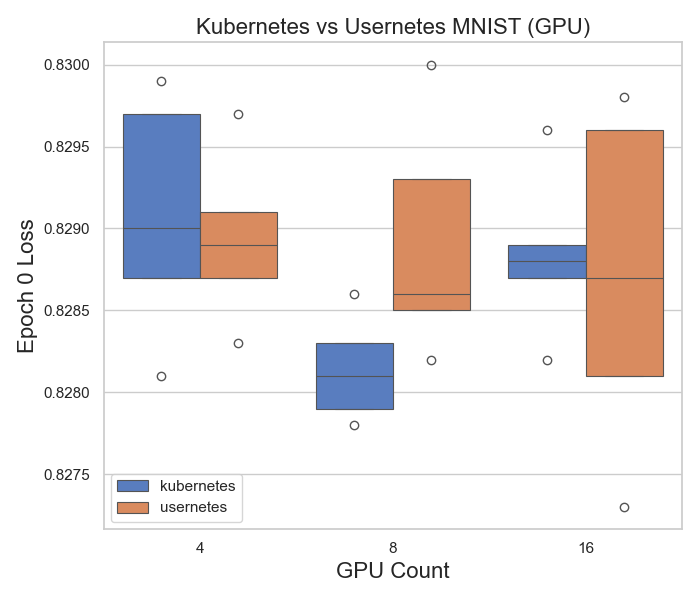 Kubernetes vs Usernetes MNIST (GPU)
Epoch 0 Loss
0.8300
0.8295
0.8290
0.8285
0.8280
0.8275
kubernetes
usernetes
4
8
16
GPU Count